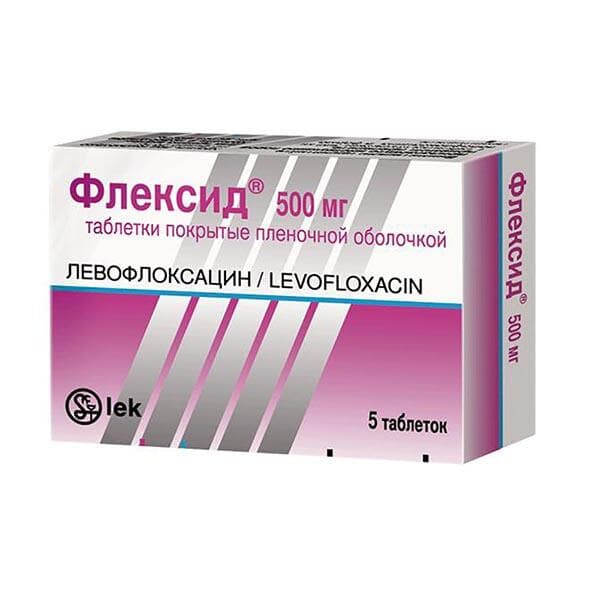 Флексид® 500 мг
таблетки покрытые пленочной оболочкой
ЛЕВОФЛОКСАЦИН / LEVOFLOXACIN
lek
5 таблеток
Флексид® 500 мг